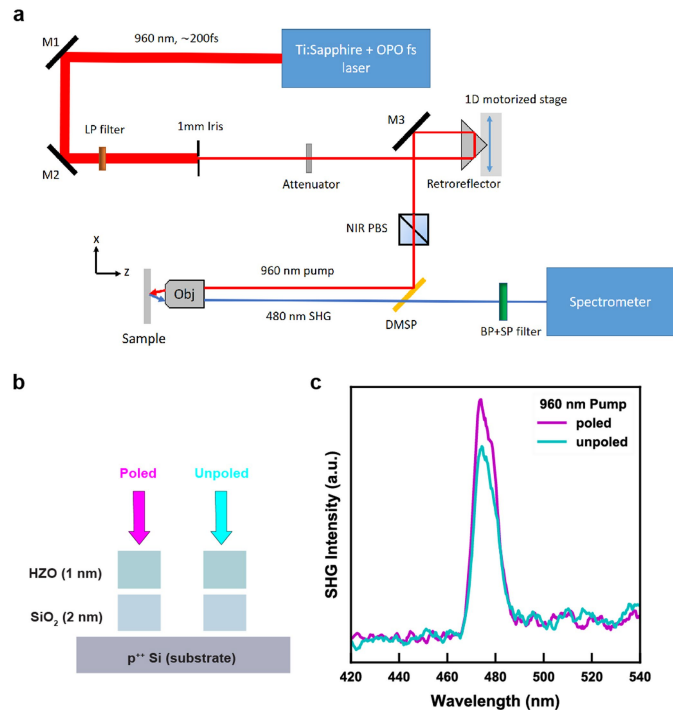 a
M1
960 nm, ~200fs
Ti:Sapphire + OPO fs
laser
1D motorized stage
M3
LP filter
1mm Iris
M2
Attenuator
Retroreflector
NIR PBS
x
z
960 nm pump
Obj
480 nm SHG
DMSP
BP+SP filter
Spectrometer
Sample
b
Poled
Unpoled
HZO (1 nm)
SiO₂ (2 nm)
p⁺⁺ Si (substrate)
c
960 nm Pump
poled
unpoled
SHG Intensity (a.u.)
420 440 460 480 500 520 540
Wavelength (nm)